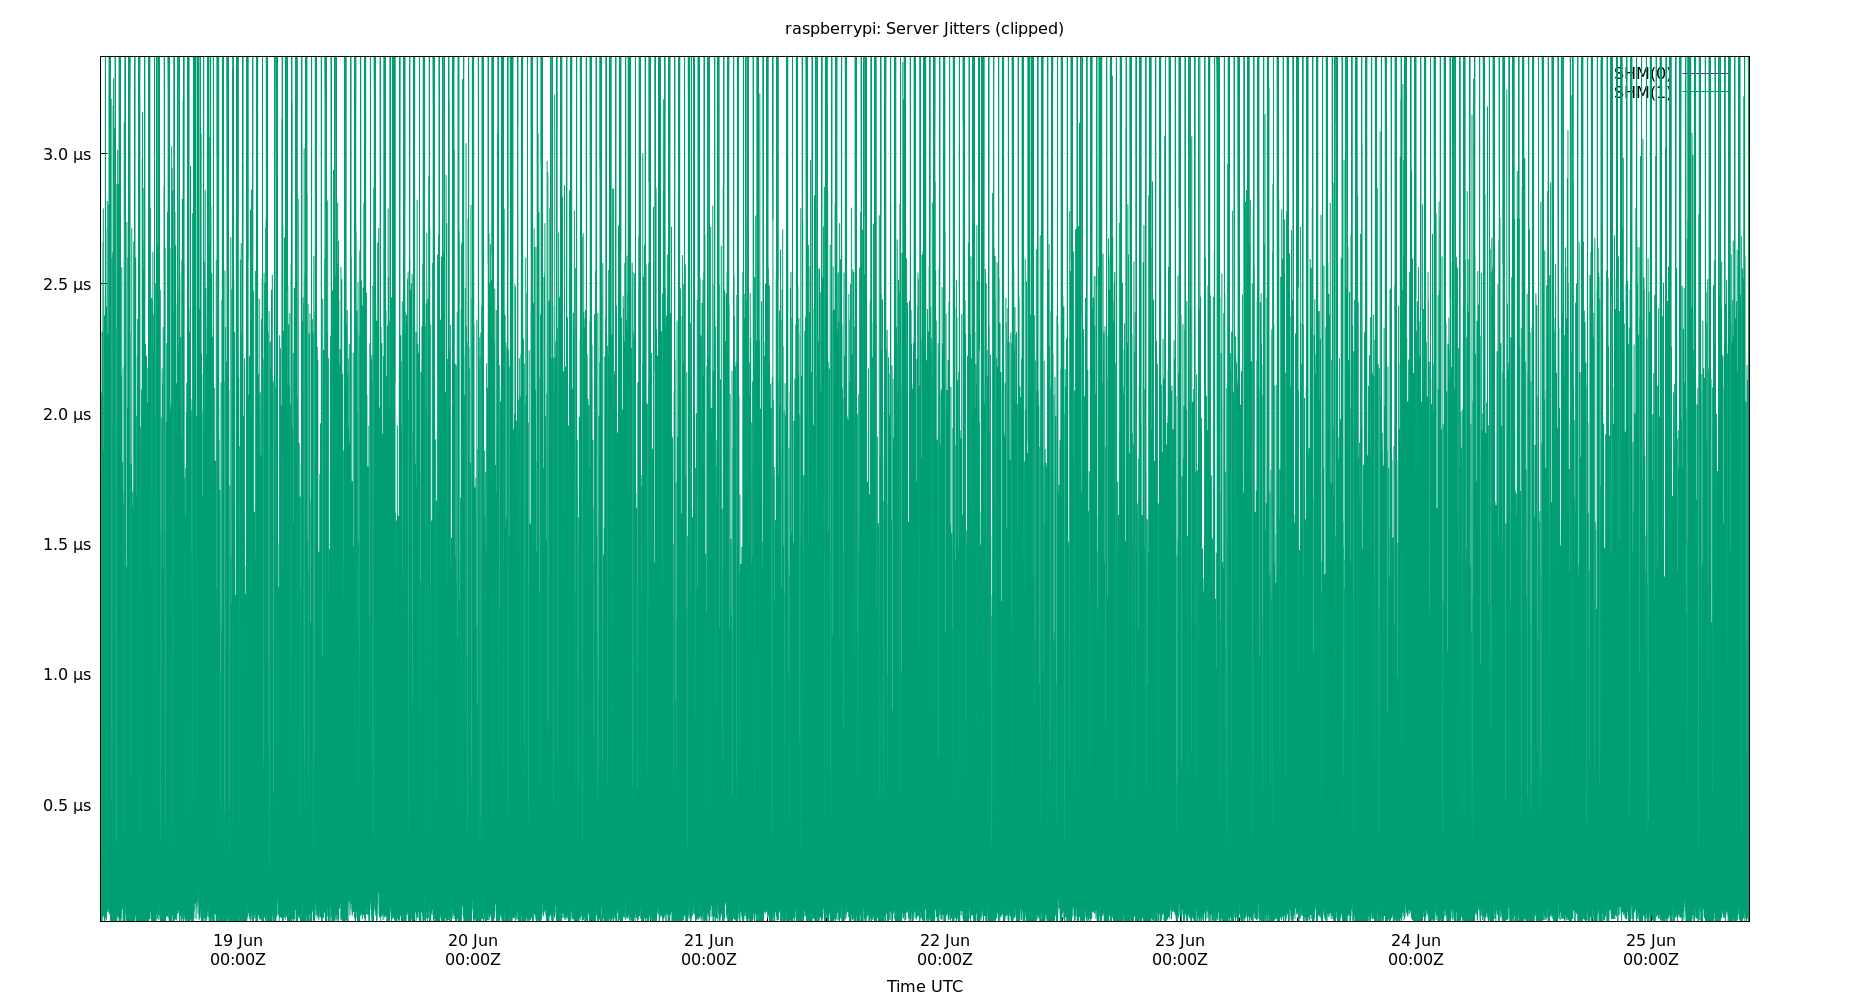 raspberrypi: Server Jitters (clipped)
SHM(0)
SHM(1)
3.0 µs
2.5 µs
2.0 µs
1.5 µs
1.0 µs
0.5 µs
19 Jun 20 Jun 21 Jun 22 Jun 23 Jun 24 Jun 25 Jun
00:00Z 00:00Z 00:00Z 00:00Z 00:00Z 00:00Z 00:00Z
Time UTC